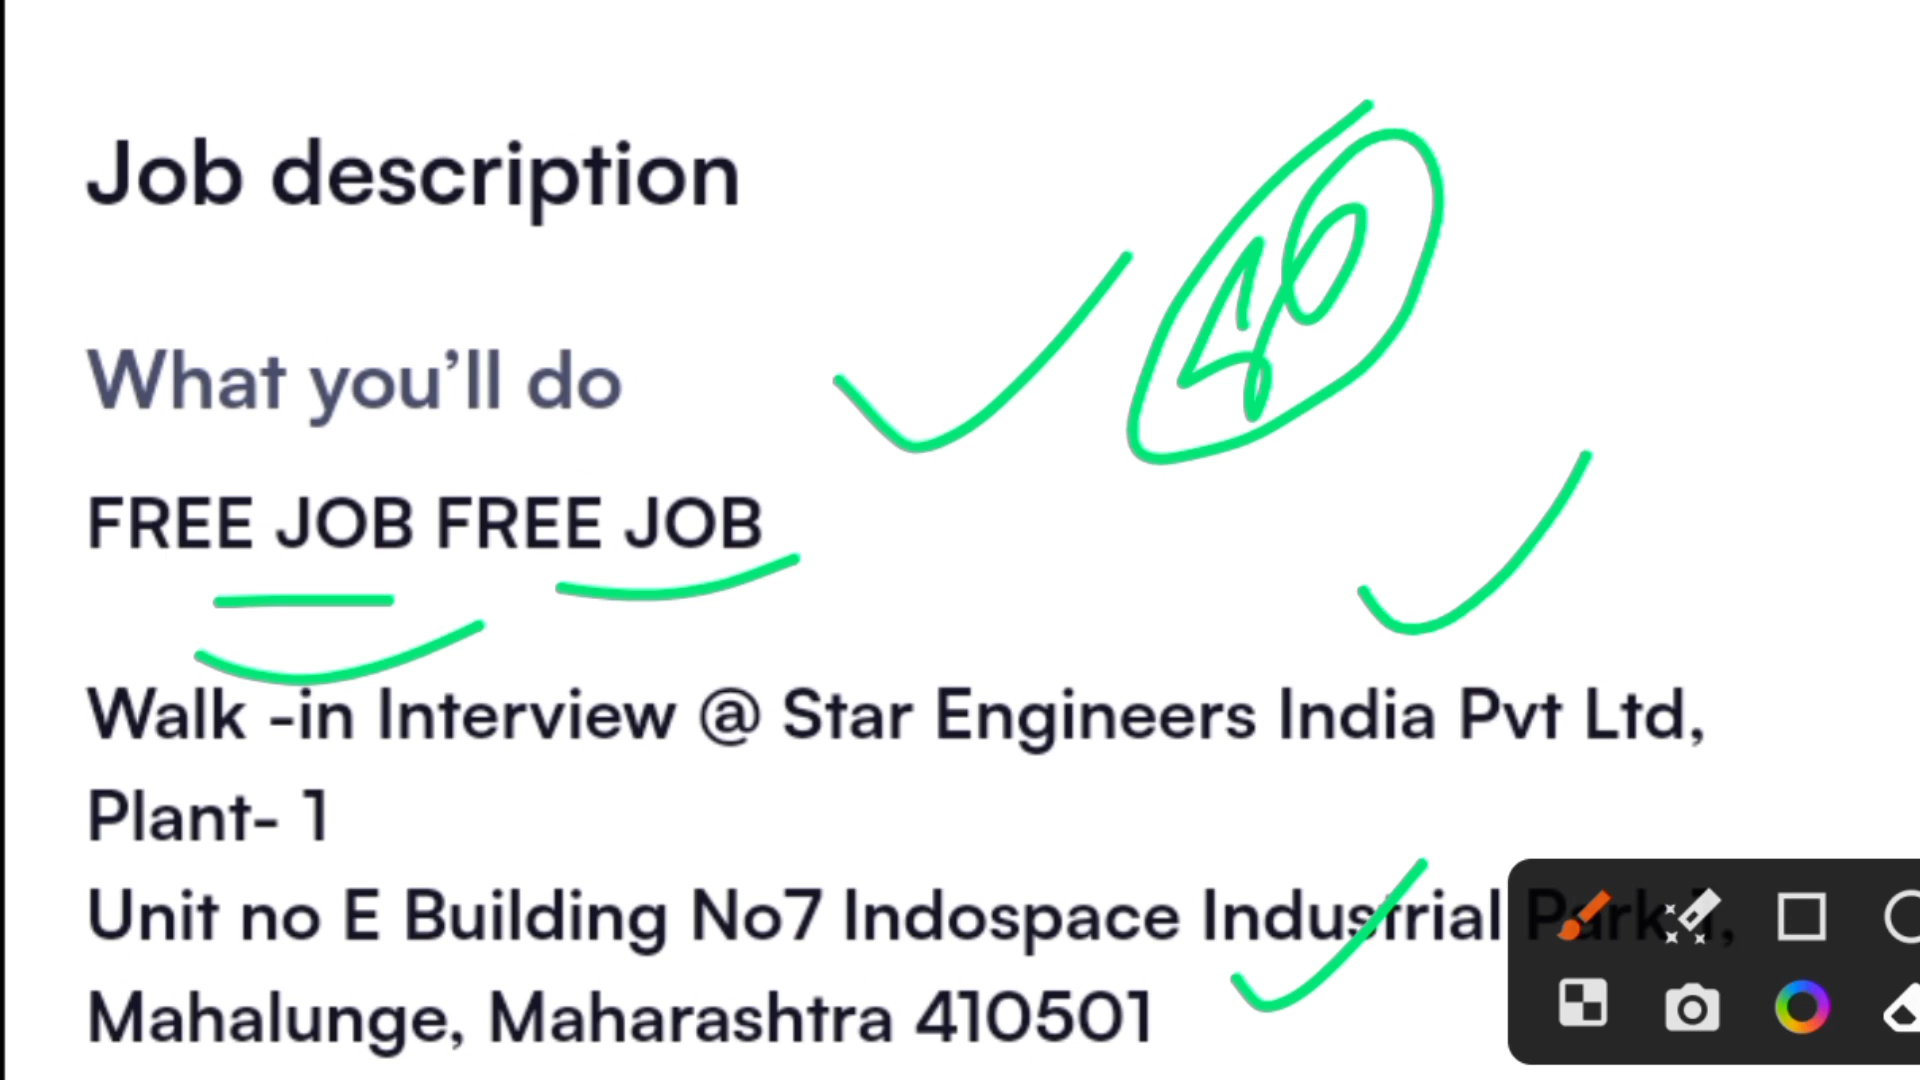 Job description
What you’ll do
FREE JOB FREE JOB
Walk -in Interview @ Star Engineers India Pvt Ltd,
Plant- 1
Unit no E Building No7 Indospace Industrial Park
Mahalunge, Maharashtra 410501